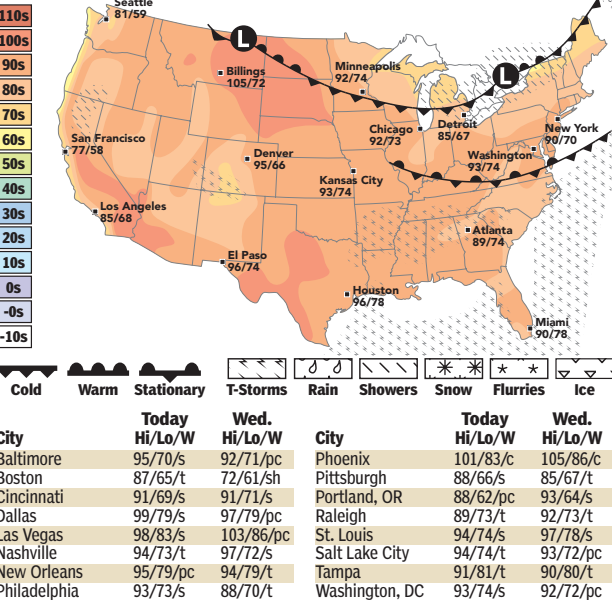 Seattle
81/59
110s
100s
90s
80s
70s
60s
50s
40s
30s
20s
10s
0s
-0s
-10s
L
L
Billings
105/72
Minneapolis
92/74
San Francisco
77/58
Denver
95/66
Chicago
92/73
Detroit
85/67
New York
90/70
Washington
93/74
Kansas City
93/74
Los Angeles
85/68
Atlanta
89/74
El Paso
96/74
Houston
96/78
Miami
90/78
Cold Warm Stationary T-Storms Rain Showers Snow Flurries Ice
Today Wed.
City Hi/Lo/W Hi/Lo/W
Baltimore 95/70/s 92/71/pc
Boston 87/65/t 72/61/sh
Cincinnati 91/69/s 91/71/s
Dallas 99/79/s 97/79/pc
Las Vegas 98/83/s 103/86/pc
Nashville 94/73/t 97/72/s
New Orleans 95/79/pc 94/79/t
Philadelphia 93/73/s 88/70/t
Today Wed.
City Hi/Lo/W Hi/Lo/W
Phoenix 101/83/c 105/86/c
Pittsburgh 88/66/s 85/67/t
Portland, OR 88/62/pc 93/64/s
Raleigh 89/73/t 92/73/t
St. Louis 94/74/s 97/78/s
Salt Lake City 94/74/t 93/72/pc
Tampa 91/81/t 90/80/t
Washington, DC 93/74/s 92/72/pc